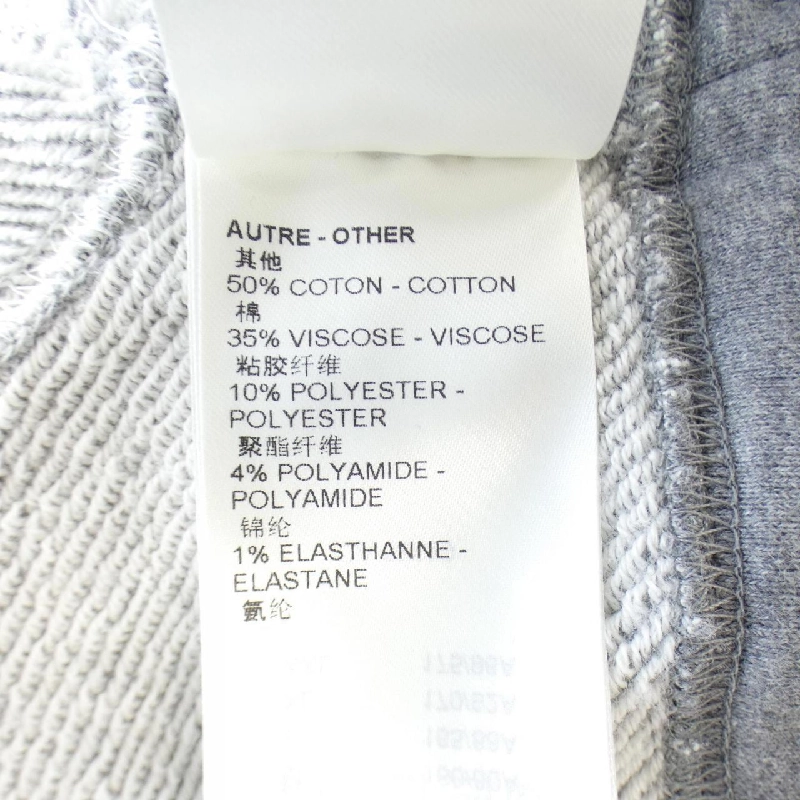 AUTRE - OTHER
其他
50% COTON - COTTON
棉
35% VISCOSE - VISCOSE
粘胶纤维
10% POLYESTER -
POLYESTER
聚酯纤维
4% POLYAMIDE -
POLYAMIDE
锦纶
1% ELASTHANNE -
ELASTANE
氨纶